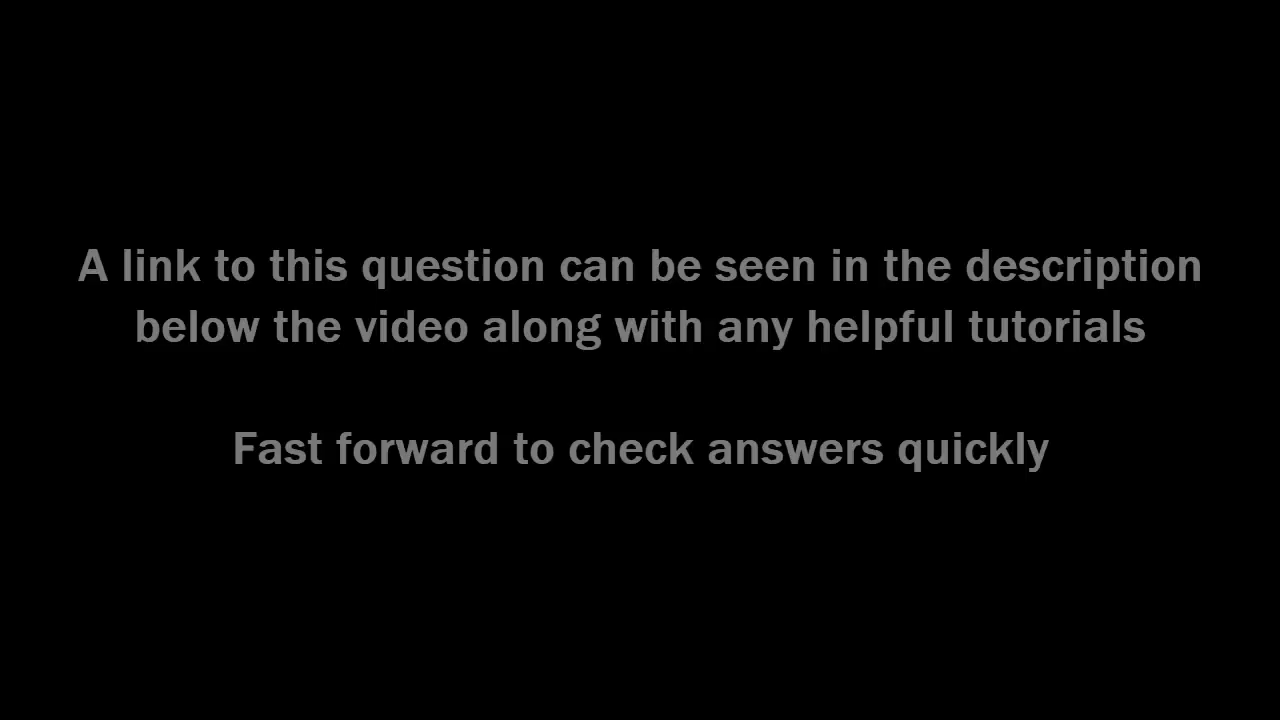 A link to this question can be seen in the description
below the video along with any helpful tutorials
Fast forward to check answers quickly